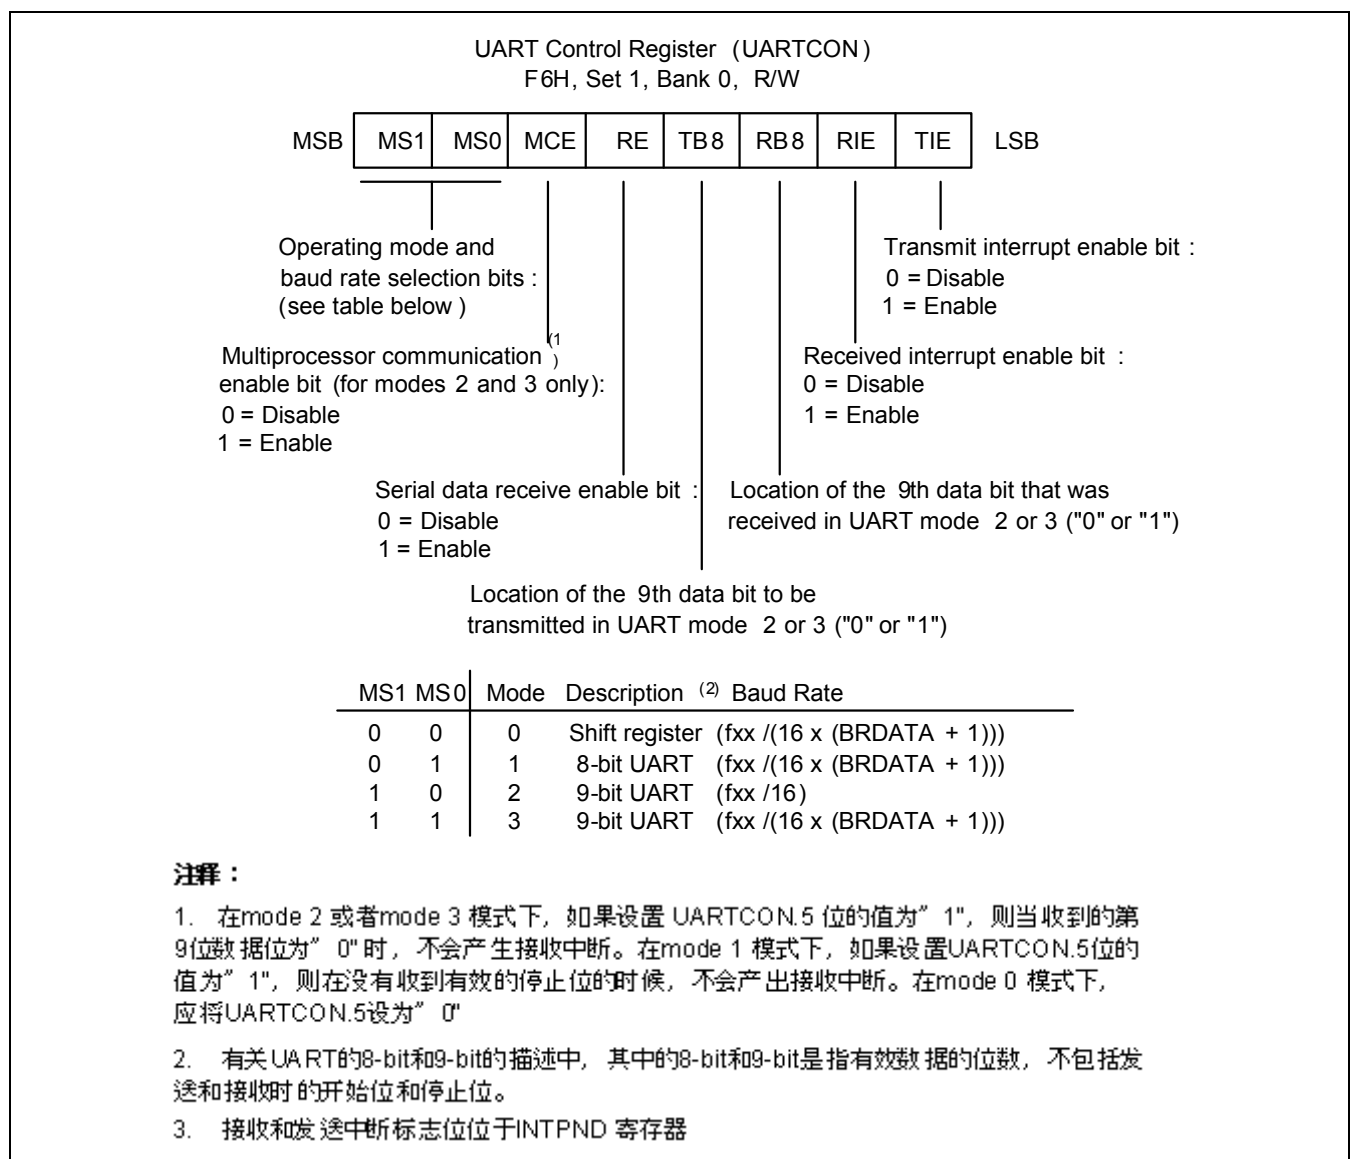 UART Control Register (UARTCON)
F6H, Set 1, Bank 0, R/W
MSB MS1 MS0 MCE RE TB8 RB8 RIE TIE LSB
Operating mode and
baud rate selection bits :
(see table below )
Transmit interrupt enable bit :
0 = Disable
1 = Enable
Multiprocessor communication (1)
enable bit (for modes 2 and 3 only):
0 = Disable
1 = Enable
Received interrupt enable bit :
0 = Disable
1 = Enable
Serial data receive enable bit :
0 = Disable
1 = Enable
Location of the 9th data bit that was
received in UART mode 2 or 3 ("0" or "1")
Location of the 9th data bit to be
transmitted in UART mode 2 or 3 ("0" or "1")
MS1 MS0 Mode Description (2) Baud Rate
0 0 0 Shift register (fxx /(16 x (BRDATA + 1)))
0 1 1 8-bit UART (fxx /(16 x (BRDATA + 1)))
1 0 2 9-bit UART (fxx /16)
1 1 3 9-bit UART (fxx /(16 x (BRDATA + 1)))
注释：
1. 在mode 2 或者mode 3 模式下，如果设置 UARTCON.5 位的值为” 1"，则当收到的第
9位数据位为” 0" 时，不会产生接收中断。在mode 1 模式下，如果设置UARTCON.5位的
值为” 1"，则在没有收到有效的停止位的时候，不会产出接收中断。在mode 0 模式下，
应将UARTCON.5设为” 0"
2. 有关UART的8-bit和9-bit的描述中，其中的8-bit和9-bit是指有效数据的位数，不包括发
送和接收时的开始位和停止位。
3. 接收和发送中断标志位位于INTPND 寄存器